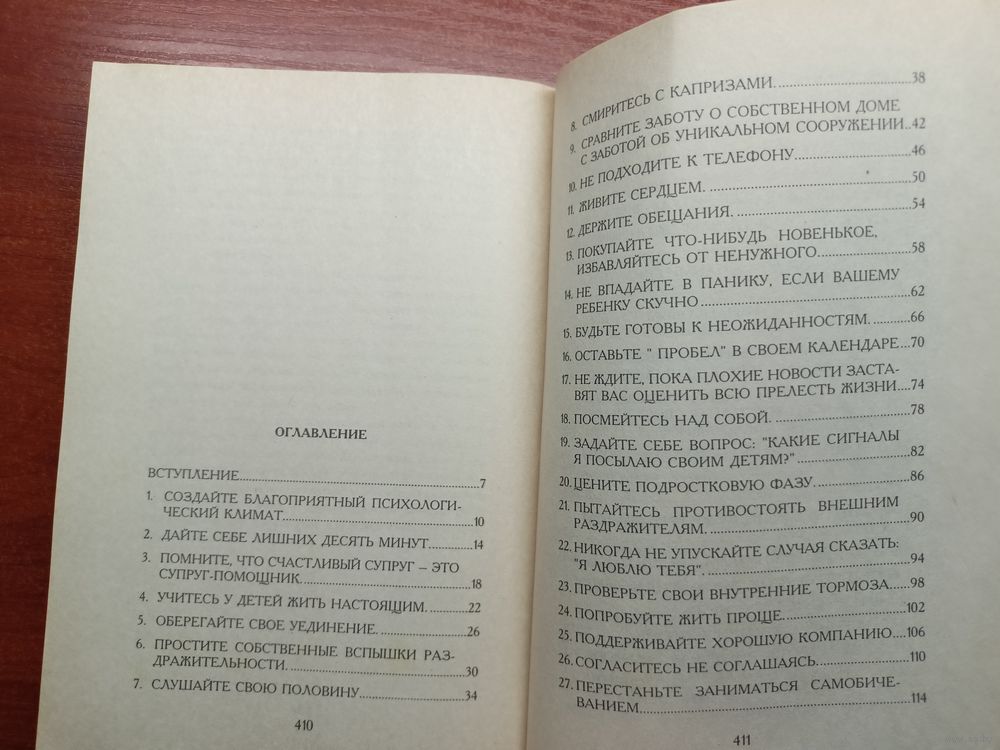 ОГЛАВЛЕНИЕ
ВСТУПЛЕНИЕ....................7
1. СОЗДАЙТЕ БЛАГОПРИЯТНЫЙ ПСИХОЛОГИ-
ЧЕСКИЙ КЛИМАТ....................10
2. ДАЙТЕ СЕБЕ ЛИШНИХ ДЕСЯТЬ МИНУТ..........14
3. ПОМНИТЕ, ЧТО СЧАСТЛИВЫЙ СУПРУГ – ЭТО
СУПРУГ-ПОМОЩНИК....................18
4. УЧИТЕСЬ У ДЕТЕЙ ЖИТЬ НАСТОЯЩИМ...........22
5. ОБЕРЕГАЙТЕ СВОЕ УЕДИНЕНИЕ....................26
6. ПРОСТИТЕ СОБСТВЕННЫЕ ВСПЫШКИ РАЗ-
ДРАЖИТЕЛЬНОСТИ....................30
7. СЛУШАЙТЕ СВОЮ ПОЛОВИНУ....................34
410
8. СМИРИТЕСЬ С КАПРИЗАМИ....................38
9. СРАВНИТЕ ЗАБОТУ О СОБСТВЕННОМ ДОМЕ
С ЗАБОТОЙ ОБ УНИКАЛЬНОМ СООРУЖЕНИИ..42
10. НЕ ПОДХОДИТЕ К ТЕЛЕФОНУ....................46
11. ЖИВИТЕ СЕРДЦЕМ. ....................50
12. ДЕРЖИТЕ ОБЕЩАНИЯ. ....................54
13. ПОКУПАЙТЕ ЧТО-НИБУДЬ НОВЕНЬКОЕ,
ИЗБАВЛЯЙТЕСЬ ОТ НЕНУЖНОГО....................58
14. НЕ ВПАДАЙТЕ В ПАНИКУ, ЕСЛИ ВАШЕМУ
РЕБЕНКУ СКУЧНО ....................62
15. БУДЬТЕ ГОТОВЫ К НЕОЖИДАННОСТЯМ..........66
16. ОСТАВЬТЕ " ПРОБЕЛ" В СВОЕМ КАЛЕНДАРЕ...70
17. НЕ ЖДИТЕ, ПОКА ПЛОХИЕ НОВОСТИ ЗАСТА-
ВЯТ ВАС ОЦЕНИТЬ ВСЮ ПРЕЛЕСТЬ ЖИЗНИ....74
18. ПОСМЕЙТЕСЬ НАД СОБОЙ. ....................78
19. ЗАДАЙТЕ СЕБЕ ВОПРОС: "КАКИЕ СИГНАЛЫ
Я ПОСЫЛАЮ СВОИМ ДЕТЯМ?" ....................82
20. ЦЕНИТЕ ПОДРОСТКОВУЮ ФАЗУ. ....................86
21. ПЫТАЙТЕСЬ ПРОТИВОСТОЯТЬ ВНЕШНИМ
РАЗДРАЖИТЕЛЯМ. ....................90
22. НИКОГДА НЕ УПУСКАЙТЕ СЛУЧАЯ СКАЗАТЬ:
"Я ЛЮБЛЮ ТЕБЯ". ....................94
23. ПРОВЕРЬТЕ СВОИ ВНУТРЕННИЕ ТОРМОЗА........98
24. ПОПРОБУЙТЕ ЖИТЬ ПРОЩЕ....................102
25. ПОДДЕРЖИВАЙТЕ ХОРОШУЮ КОМПАНИЮ....106
26. СОГЛАСИТЕСЬ НЕ СОГЛАШАЯСЬ....................110
27. ПЕРЕСТАНЬТЕ ЗАНИМАТЬСЯ САМОБИЧЕ-
ВАНИЕМ....................114
411